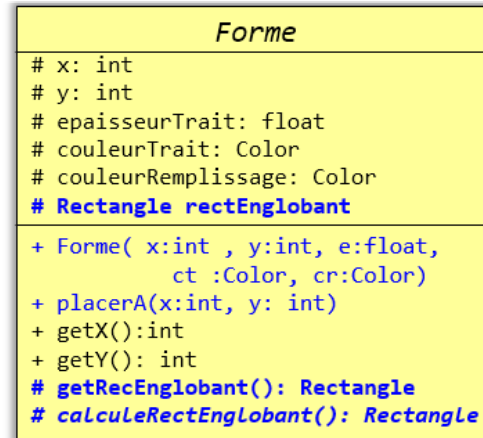 Forme
# x: int
# y: int
# epaisseurTrait: float
# couleurTrait: Color
# couleurRemplissage: Color
# Rectangle rectEnglobant
+ Forme( x:int , y:int, e:float,
ct :Color, cr:Color)
+ placerA(x:int, y: int)
+ getX():int
+ getY(): int
# getRecEnglobant(): Rectangle
# calculeRectEnglobant(): Rectangle